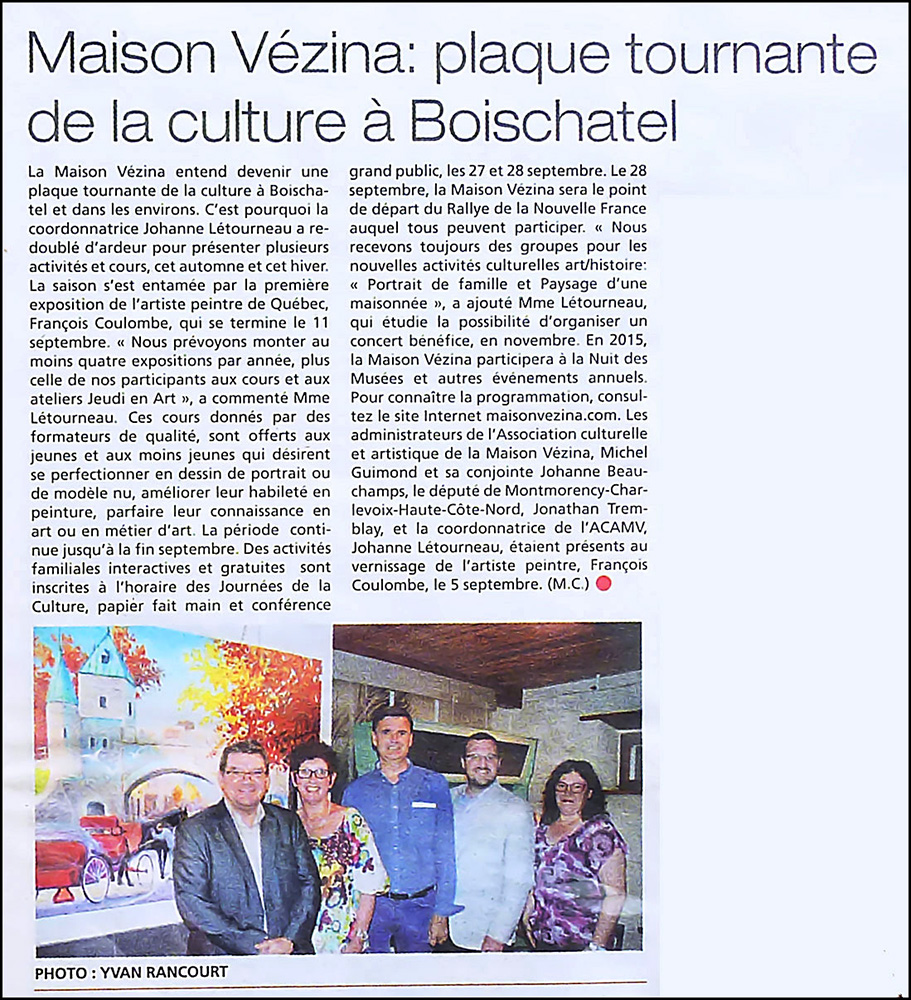 Maison Vézina: plaque tournante
de la culture à Boischatel
La Maison Vézina entend devenir une
plaque tournante de la culture à Boischa-
tel et dans les environs. C'est pourquoi la
coordonnatrice Johanne Létourneau a re-
doublé d'ardeur pour présenter plusieurs
activités et cours, cet automne et cet hiver.
La saison s'est entamée par la première
exposition de l'artiste peintre de Québec,
François Coulombe, qui se termine le 11
septembre. « Nous prévoyons monter au
moins quatre expositions par année, plus
celle de nos participants aux cours et aux
ateliers Jeudi en Art », a commenté Mme
Létourneau. Ces cours donnés par des
formateurs de qualité, sont offerts aux
jeunes et aux moins jeunes qui désirent
se perfectionner en dessin de portrait ou
de modèle nu, améliorer leur habileté en
peinture, parfaire leur connaissance en
art ou en métier d'art. La période conti-
nue jusqu'à la fin septembre. Des activités
familiales interactives et gratuites sont
inscrites à l'horaire des Journées de la
Culture, papier fait main et conférence
grand public, les 27 et 28 septembre. Le 28
septembre, la Maison Vézina sera le point
de départ du Rallye de la Nouvelle France
auquel tous peuvent participer. « Nous
recevons toujours des groupes pour les
nouvelles activités culturelles art/histoire:
« Portrait de famille et Paysage d'une
maisonnée », a ajouté Mme Létourneau,
qui étudie la possibilité d'organiser un
concert bénéfice, en novembre. En 2015,
la Maison Vézina participera à la Nuit des
Musées et autres événements annuels.
Pour connaître la programmation, consul-
tez le site Internet maisonvezina.com. Les
administrateurs de l'Association culturelle
et artistique de la Maison Vézina, Michel
Guimond et sa conjointe Johanne Beau-
champs, le député de Montmorency-Char-
levoix-Haute-Côte-Nord, Jonathan Trem-
blay, et la coordonnatrice de l'ACAMV,
Johanne Létourneau, étaient présents au
vernissage de l'artiste peintre, François
Coulombe, le 5 septembre. (M.C.)
PHOTO : YVAN RANCOURT